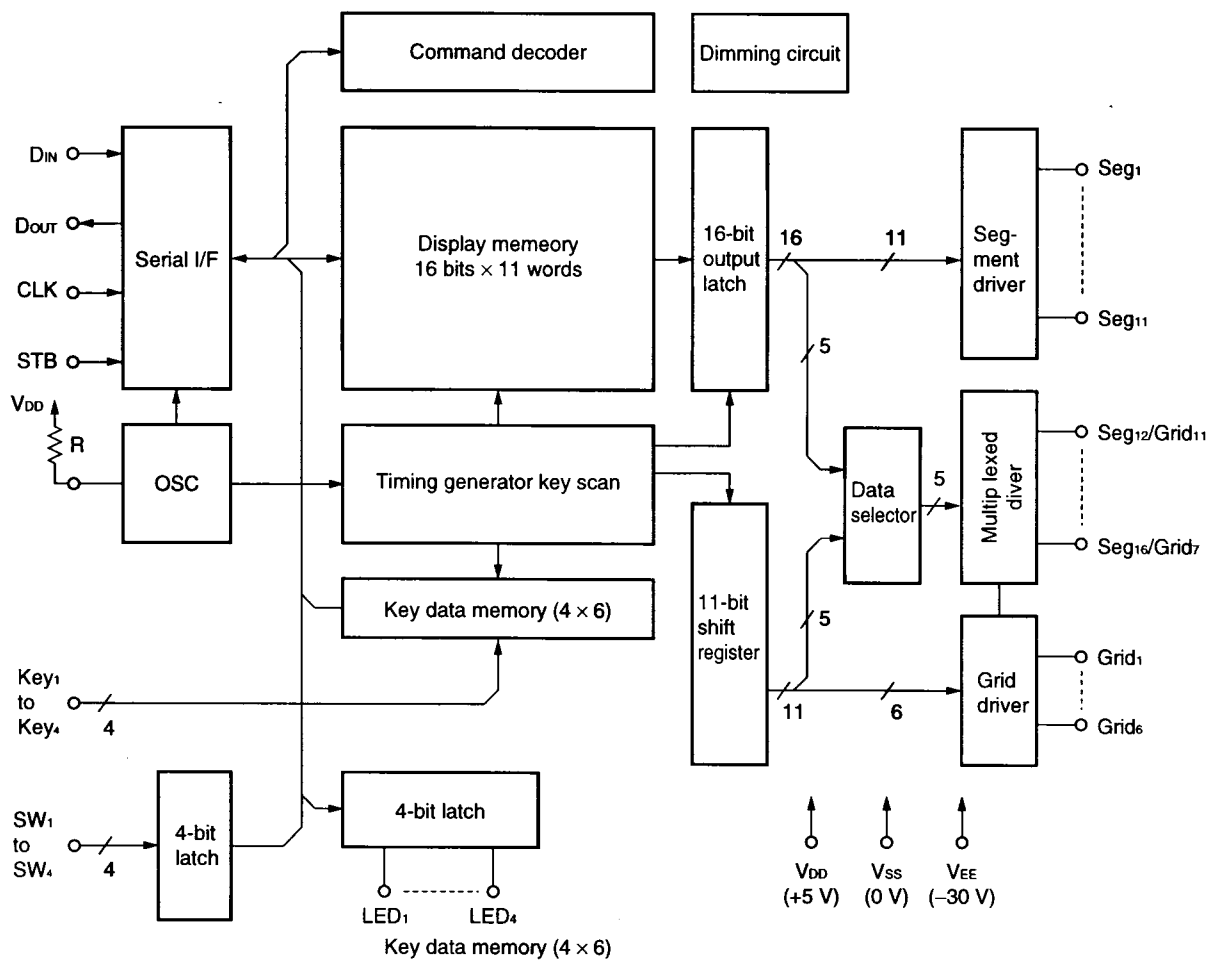 Command decoder
Dimming circuit
DIN
DOUT
CLK
STB
Serial I/F
Display memeory
16 bits × 11 words
16-bit
output
latch
16
11
Seg-
ment
driver
Seg1
Seg11
5
VDD
R
OSC
Timing generator key scan
Data
selector
5
Multip lexed
diver
Seg12/Grid11
Seg16/Grid7
Key data memory (4 × 6)
11-bit
shift
register
5
11
6
Grid
driver
Grid1
Grid6
Key1
to
Key4
4
SW1
to
SW4
4
4-bit
latch
4-bit latch
LED1
LED4
Key data memory (4 × 6)
VDD
(+5 V)
VSS
(0 V)
VEE
(−30 V)